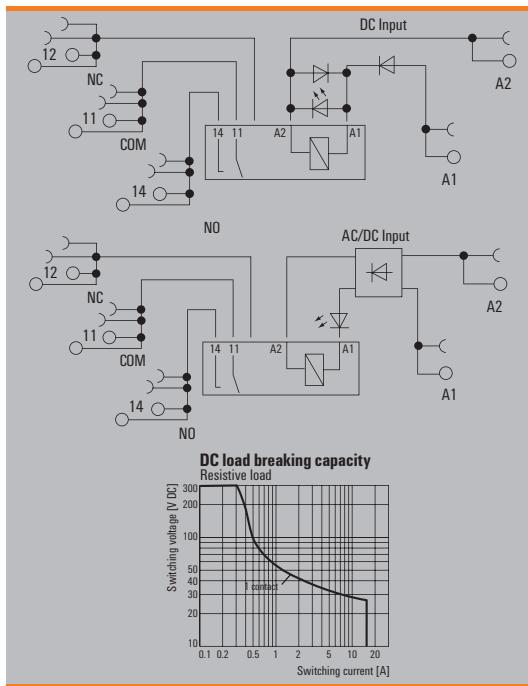 DC Input
12
NC
A2
11
COM
14 11 A2 A1
A1
14
NO
AC/DC Input
12
NC
A2
11
COM
14 11 A2 A1
A1
14
NO
DC load breaking capacity
Resistive load
Switching voltage [V DC]
300
200
100
50
40
30
20
10
1 contact
0.1 0.2 0.5 1 2 5 10 20
Switching current [A]